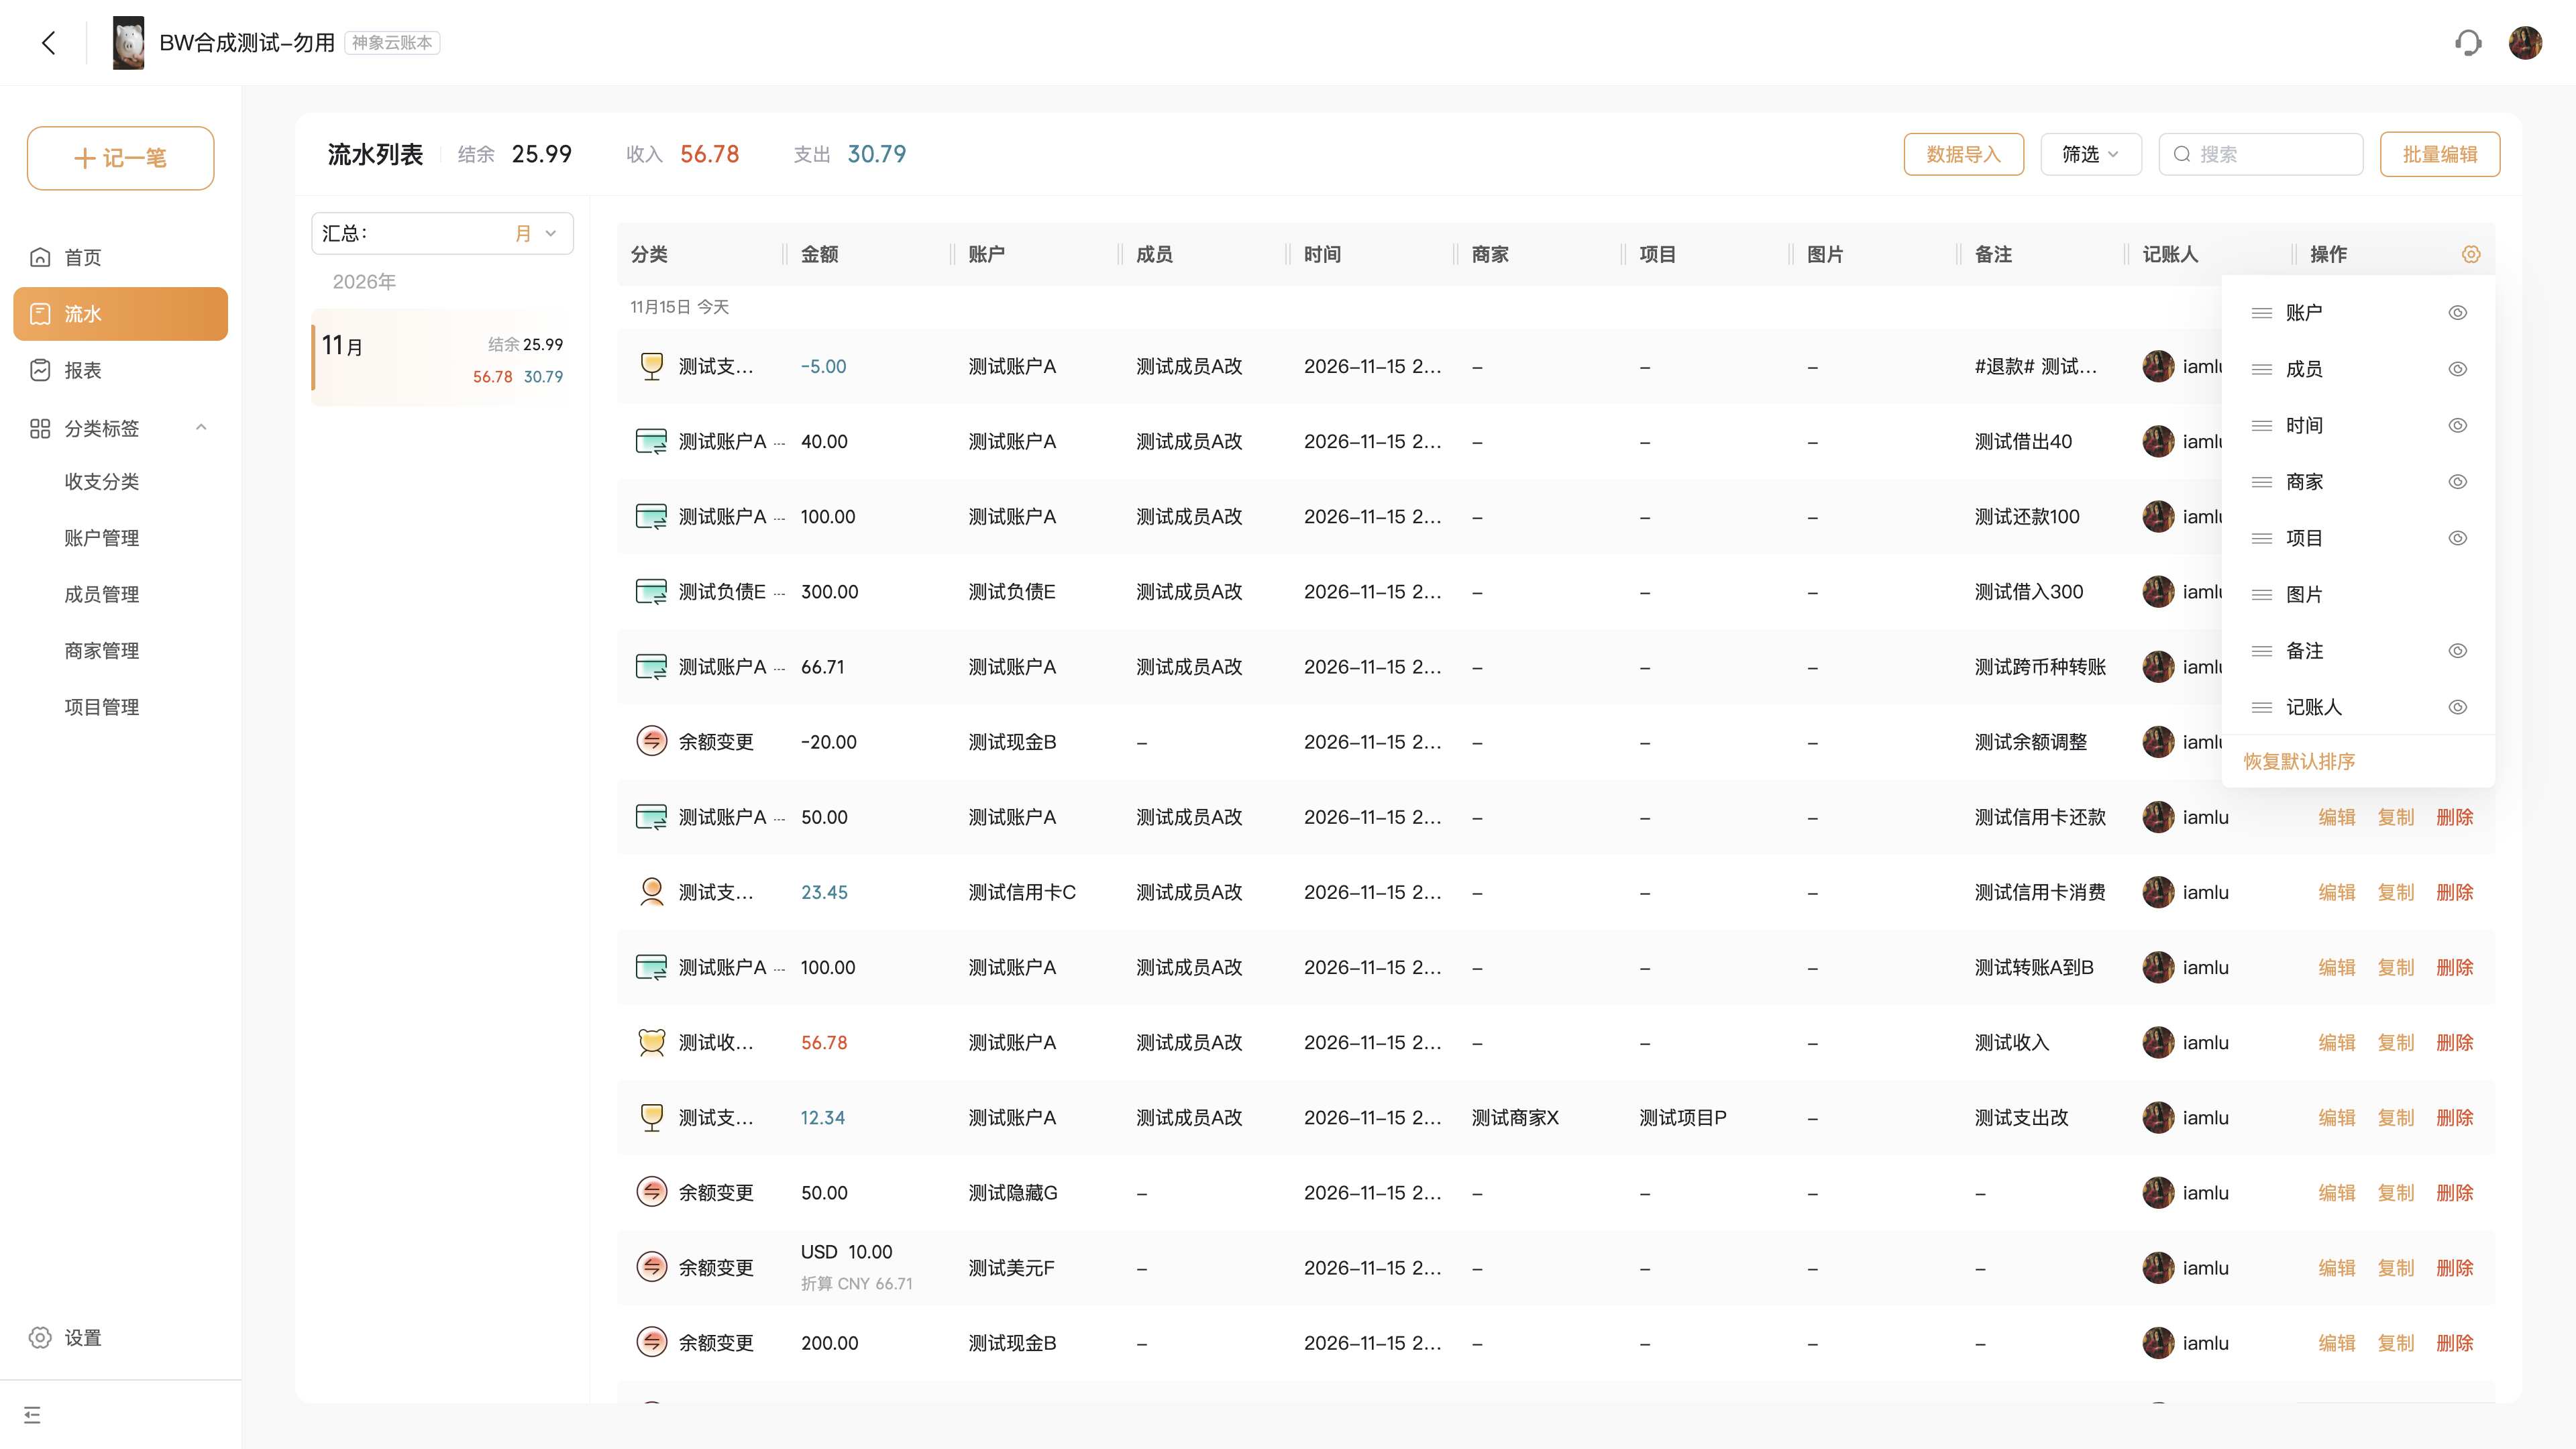 BW合成测试-勿用 神象云账本
记一笔
首页
流水
报表
分类标签
收支分类
账户管理
成员管理
商家管理
项目管理
设置
流水列表 结余 25.99 收入 56.78 支出 30.79
数据导入 筛选 搜索 批量编辑
汇总: 月
2026年
11月 结余 25.99
56.78 30.79
分类 金额 账户 成员 时间 商家 项目 图片 备注 记账人 操作
11月15日 今天
测试支... -5.00 测试账户A 测试成员A改 2026-11-15 2... - - - #退款# 测试... iamlu
测试账户A ... 40.00 测试账户A 测试成员A改 2026-11-15 2... - - - 测试借出40 iamlu
测试账户A ... 100.00 测试账户A 测试成员A改 2026-11-15 2... - - - 测试还款100 iamlu
测试负债E ... 300.00 测试负债E 测试成员A改 2026-11-15 2... - - - 测试借入300 iamlu
测试账户A ... 66.71 测试账户A 测试成员A改 2026-11-15 2... - - - 测试跨币种转账 iamlu
余额变更 -20.00 测试现金B - 2026-11-15 2... - - - 测试余额调整 iamlu
测试账户A ... 50.00 测试账户A 测试成员A改 2026-11-15 2... - - - 测试信用卡还款 iamlu 编辑 复制 删除
测试支... 23.45 测试信用卡C 测试成员A改 2026-11-15 2... - - - 测试信用卡消费 iamlu 编辑 复制 删除
测试账户A ... 100.00 测试账户A 测试成员A改 2026-11-15 2... - - - 测试转账A到B iamlu 编辑 复制 删除
测试收... 56.78 测试账户A 测试成员A改 2026-11-15 2... - - - 测试收入 iamlu 编辑 复制 删除
测试支... 12.34 测试账户A 测试成员A改 2026-11-15 2... 测试商家X 测试项目P - 测试支出改 iamlu 编辑 复制 删除
余额变更 50.00 测试隐藏G - 2026-11-15 2... - - - - iamlu 编辑 复制 删除
余额变更 USD 10.00 测试美元F - 2026-11-15 2... - - - - iamlu 编辑 复制 删除
折算 CNY 66.71
余额变更 200.00 测试现金B - 2026-11-15 2... - - - - iamlu 编辑 复制 删除
账户
成员
时间
商家
项目
图片
备注
记账人
恢复默认排序